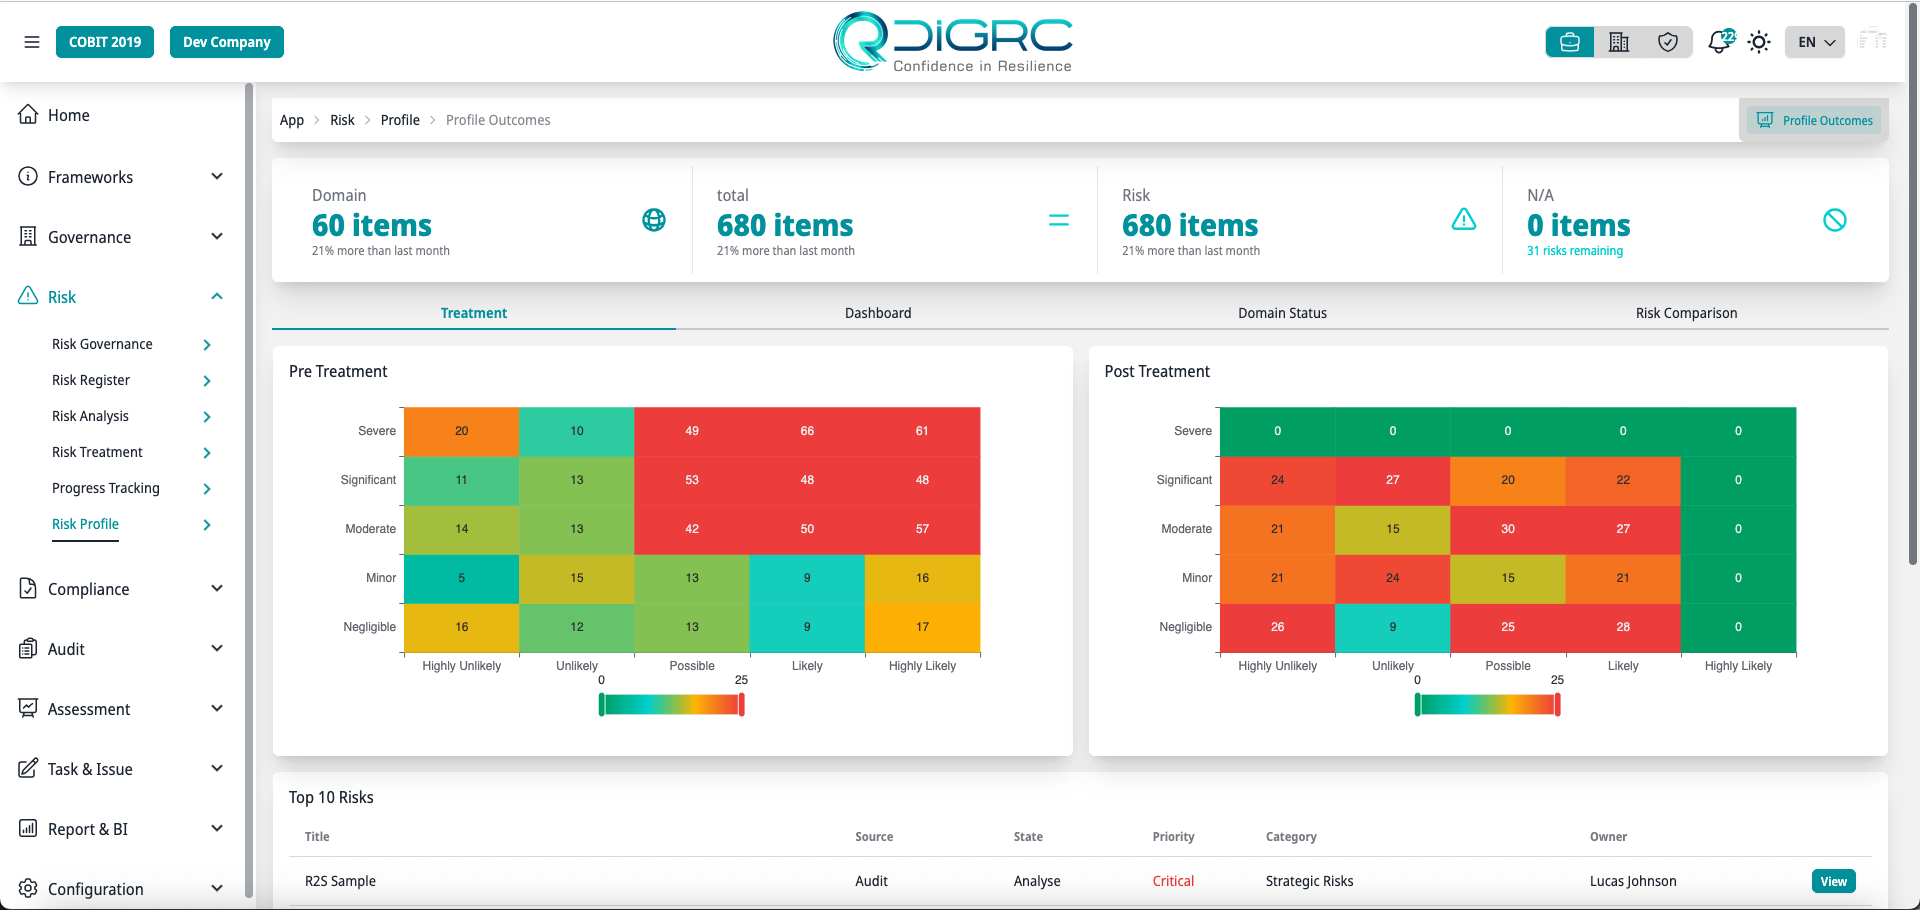 COBIT 2019
Dev Company
DiGRC
Confidence in Resilience
EN
Home
Frameworks
Governance
Risk
Risk Governance
Risk Register
Risk Analysis
Risk Treatment
Progress Tracking
Risk Profile
Compliance
Audit
Assessment
Task & Issue
Report & BI
Configuration
App > Risk > Profile > Profile Outcomes
Profile Outcomes
Domain
60 items
21% more than last month
total
680 items
21% more than last month
Risk
680 items
21% more than last month
N/A
0 items
31 risks remaining
Treatment Dashboard Domain Status Risk Comparison
Pre Treatment
Severe 20 10 49 66 61
Significant 11 13 53 48 48
Moderate 14 13 42 50 57
Minor 5 15 13 9 16
Negligible 16 12 13 9 17
Highly Unlikely Unlikely Possible Likely Highly Likely
0 25
Post Treatment
Severe 0 0 0 0 0
Significant 24 27 20 22 0
Moderate 21 15 30 27 0
Minor 21 24 15 21 0
Negligible 26 9 25 28 0
Highly Unlikely Unlikely Possible Likely Highly Likely
0 25
Top 10 Risks
Title Source State Priority Category Owner
R2S Sample Audit Analyse Critical Strategic Risks Lucas Johnson View